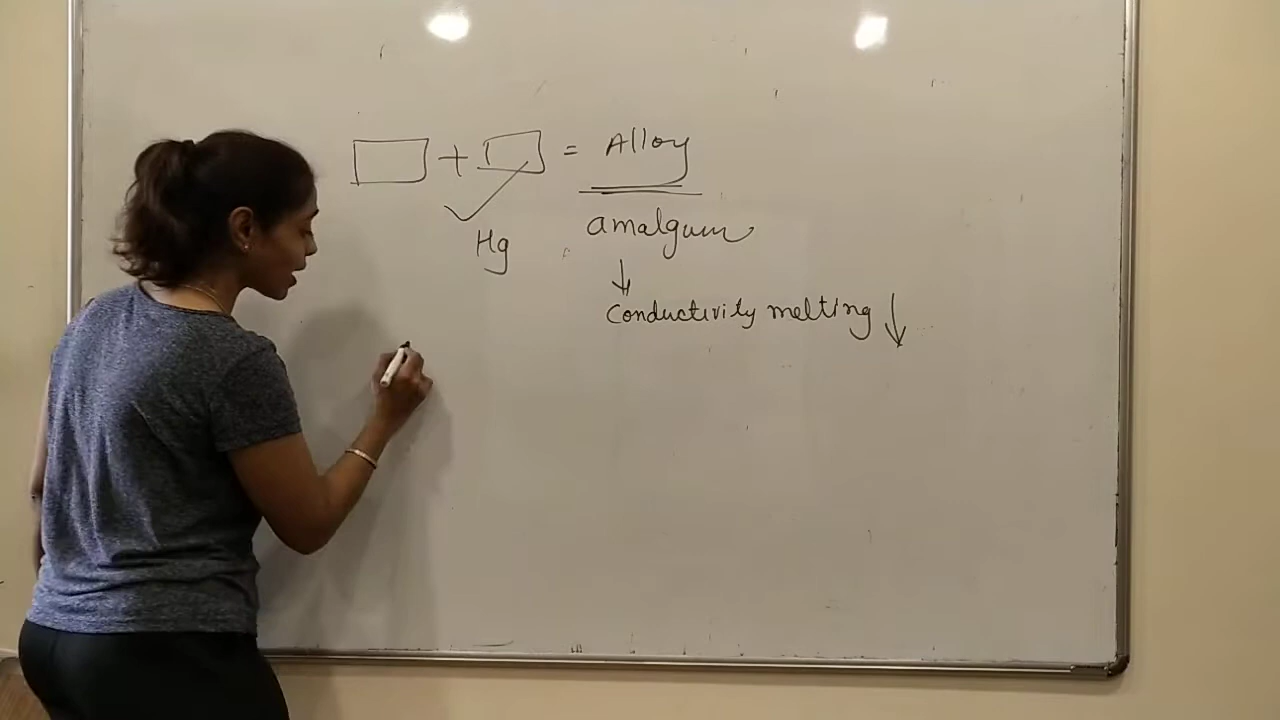 + = Alloy
Hg amalgum
↓
Conductivity melting ↓